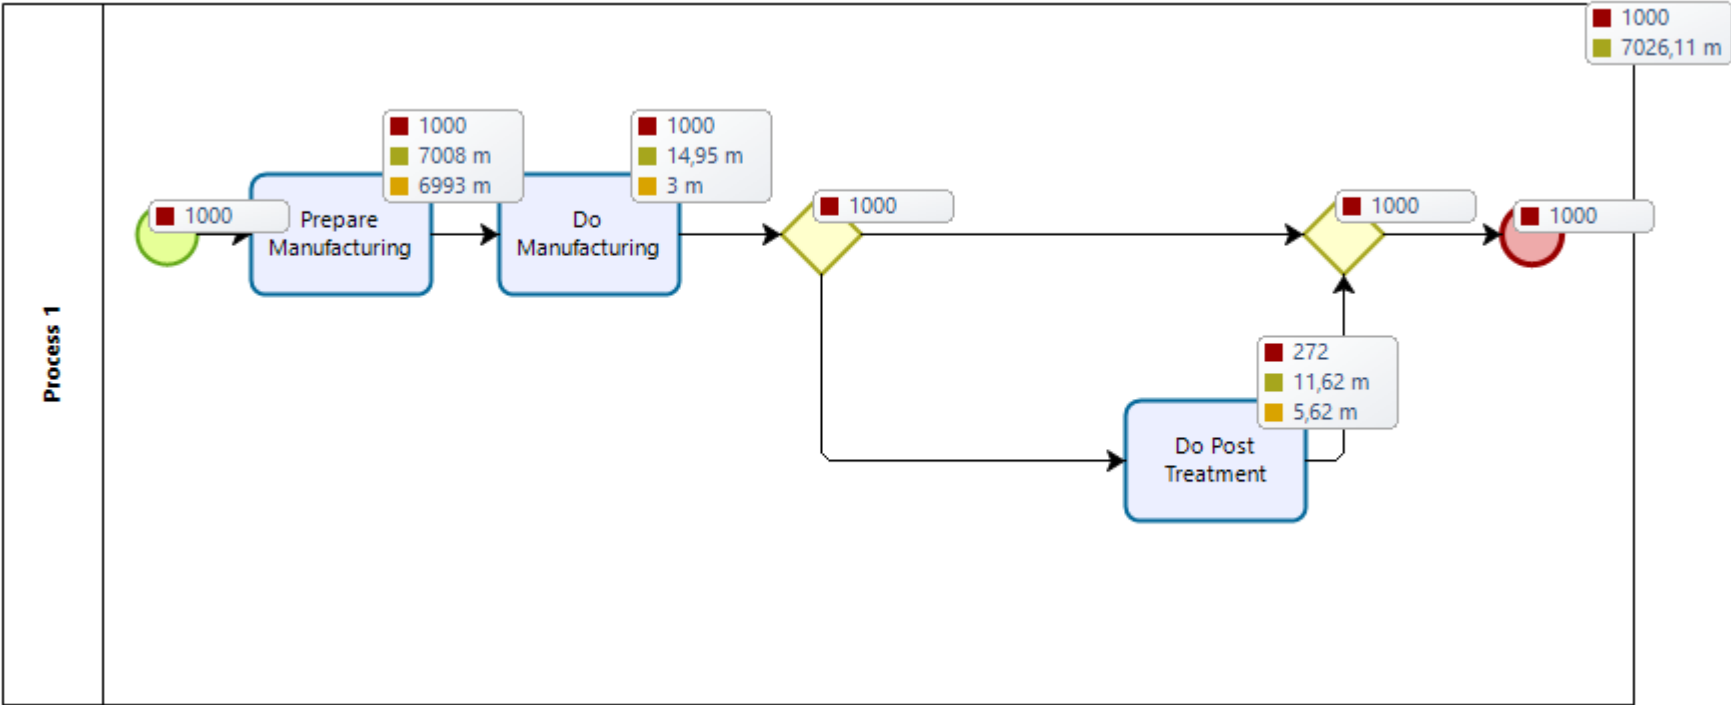 1000
7026,11 m
1000
7008 m
6993 m
1000
14,95 m
3 m
1000
1000
1000
1000
Prepare
Manufacturing
Do
Manufacturing
Process 1
272
11,62 m
5,62 m
Do Post
Treatment